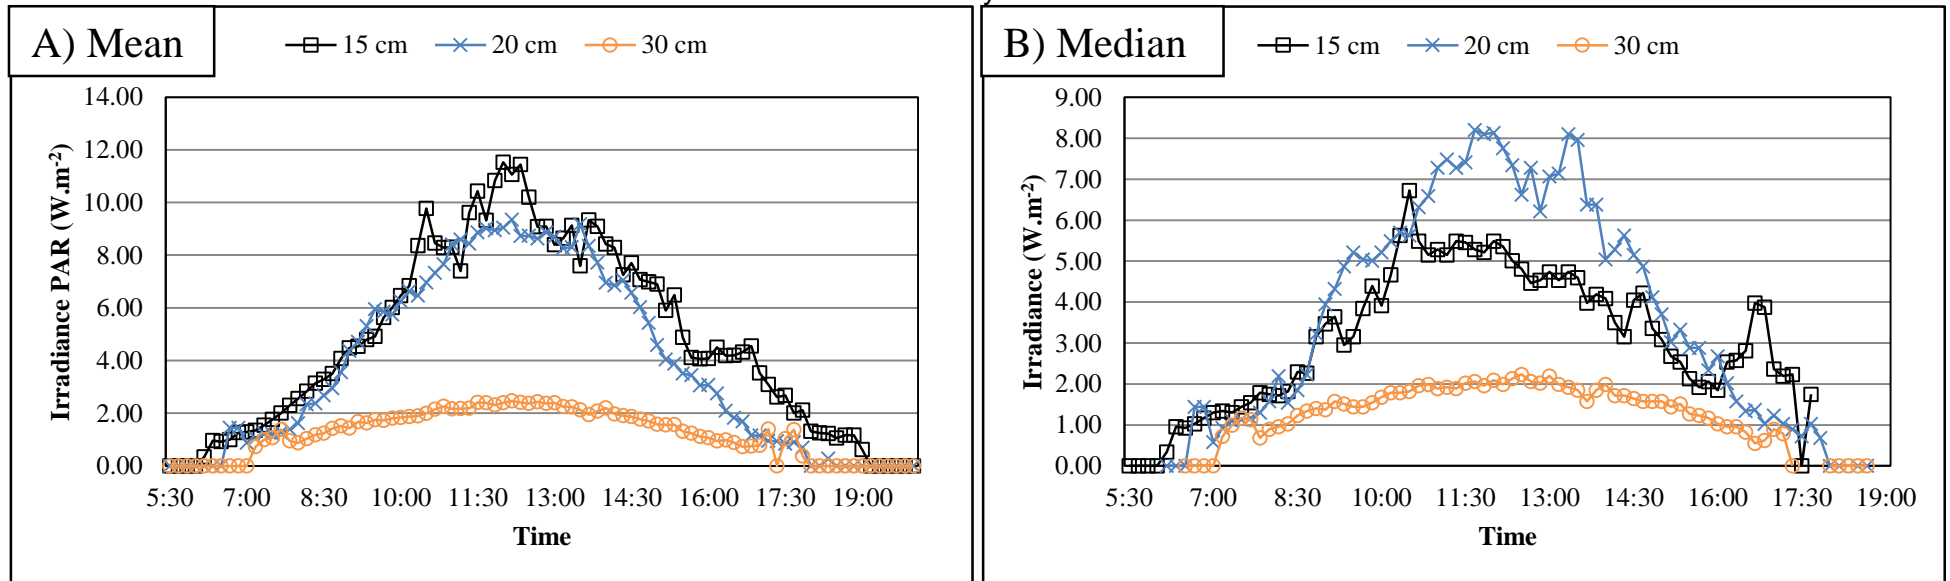 A) Mean
15 cm
20 cm
30 cm
14.00
12.00
10.00
8.00
6.00
4.00
2.00
0.00
Irradiance PAR (W.m-2)
5:30 7:00 8:30 10:00 11:30 13:00 14:30 16:00 17:30 19:00
Time
B) Median
15 cm
20 cm
30 cm
9.00
8.00
7.00
6.00
5.00
4.00
3.00
2.00
1.00
0.00
Irradiance (W.m-2)
5:30 7:00 8:30 10:00 11:30 13:00 14:30 16:00 17:30 19:00
Time